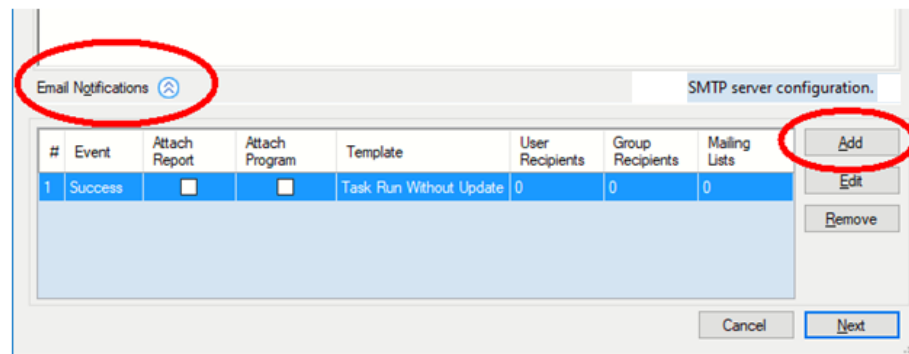 Email Notifications
SMTP server configuration.
# Event Attach Report Attach Program Template User Recipients Group Recipients Mailing Lists
1 Success Task Run Without Update 0 0 0
Add
Edit
Remove
Cancel Next